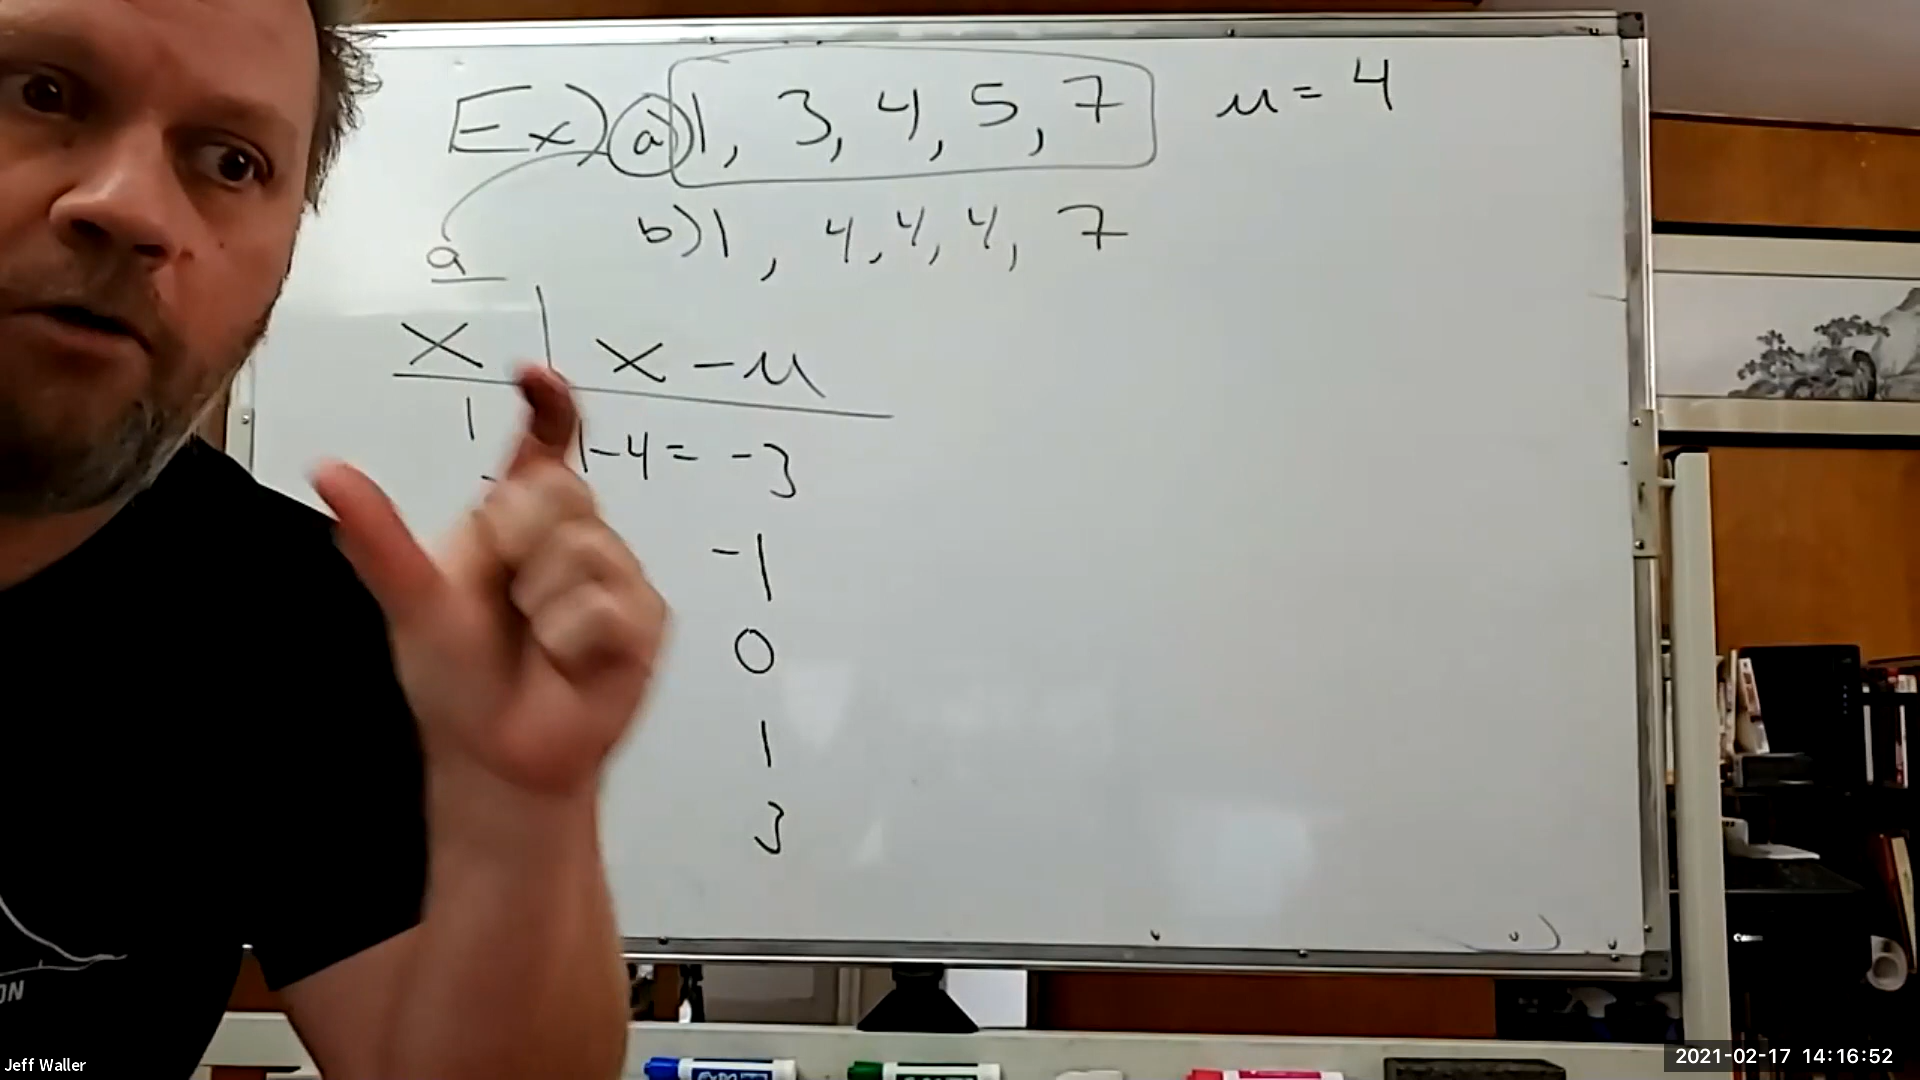 Ex) a) 1, 3, 4, 5, 7 μ = 4
b) 1, 4, 4, 4, 7
a
x | x - μ
1 1-4 = -3
-1
0
1
3
ON
Jeff Waller
2021-02-17 14:16:52